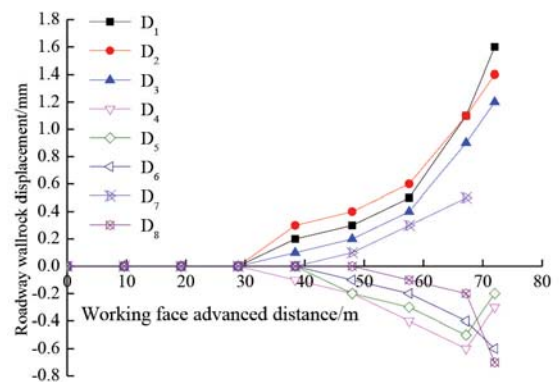 Roadway wallrock displacement/mm
1.8
1.6
1.4
1.2
1.0
0.8
0.6
0.4
0.2
0.0
-0.2
-0.4
-0.6
-0.8
D1
D2
D3
D4
D5
D6
D7
D8
0 10 20 30 40 50 60 70 80
Working face advanced distance/m